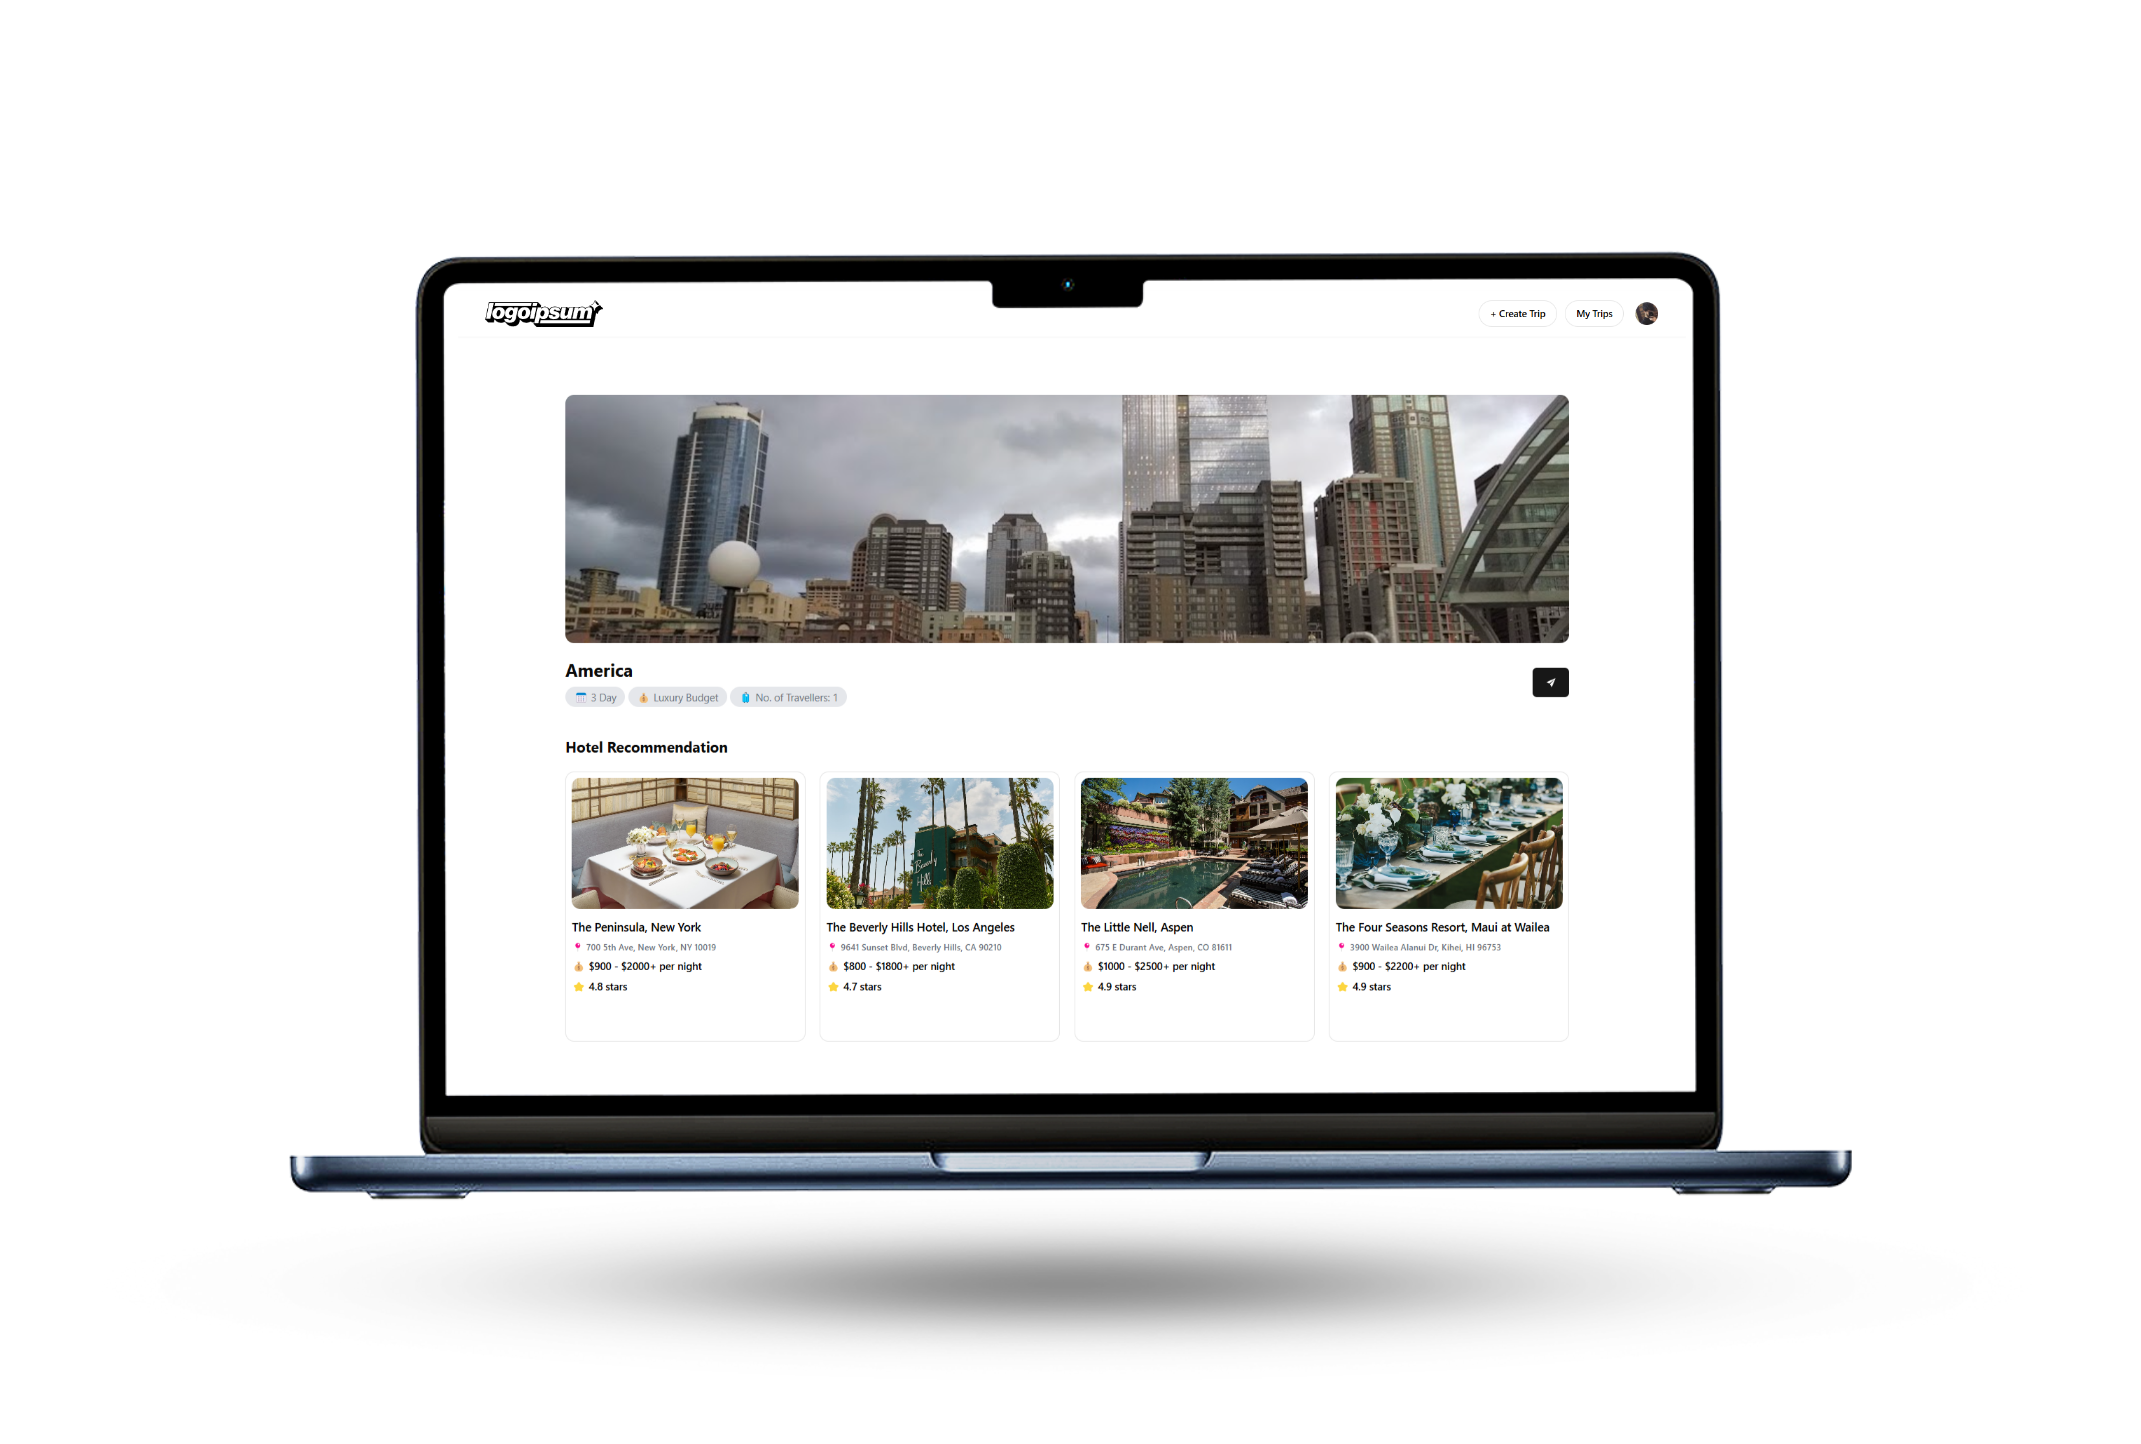 logoipsum
+ Create Trip
My Trips
America
3 Day
Luxury Budget
No. of Travellers: 1
Hotel Recommendation
The Beverly Hills
The Peninsula, New York
700 5th Ave, New York, NY 10019
$900 - $2000+ per night
4.8 stars
The Beverly Hills Hotel, Los Angeles
9641 Sunset Blvd, Beverly Hills, CA 90210
$800 - $1800+ per night
4.7 stars
The Little Nell, Aspen
675 E Durant Ave, Aspen, CO 81611
$1000 - $2500+ per night
4.9 stars
The Four Seasons Resort, Maui at Wailea
3900 Wailea Alanui Dr, Kihei, HI 96753
$900 - $2200+ per night
4.9 stars